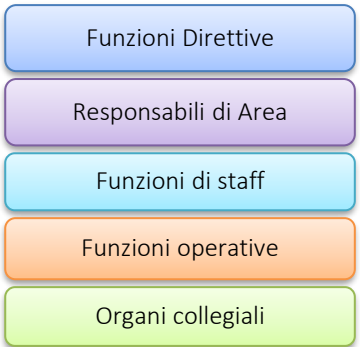 Funzioni Direttive
Responsabili di Area
Funzioni di staff
Funzioni operative
Organi collegiali